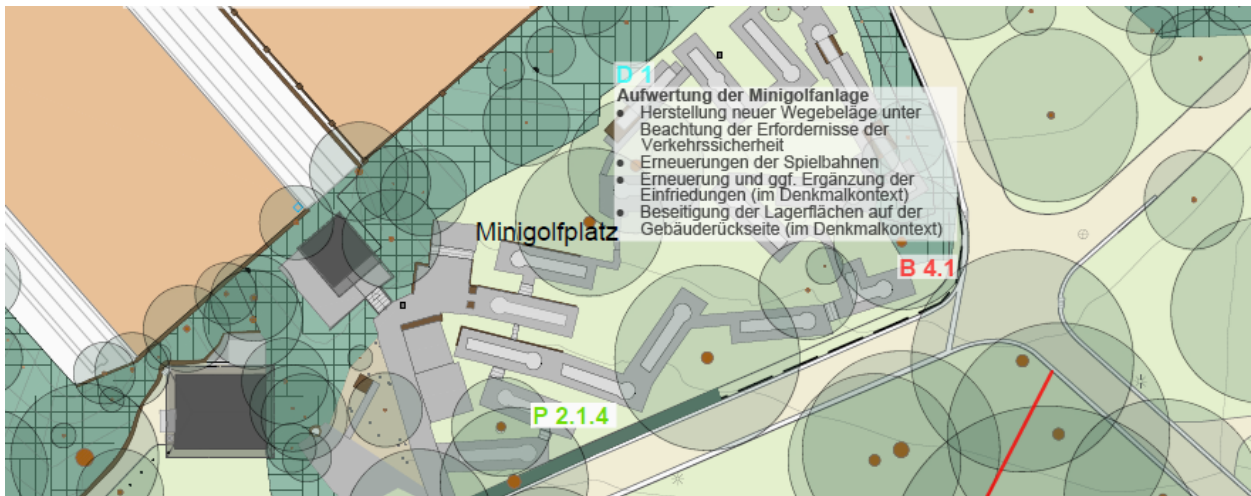 D 1
Aufwertung der Minigolfanlage
• Herstellung neuer Wegebeläge unter
Beachtung der Erfordernisse der
Verkehrssicherheit
• Erneuerungen der Spielbahnen
• Erneuerung und ggf. Ergänzung der
Einfriedungen (im Denkmalkontext)
• Beseitigung der Lagerflächen auf der
Gebäuderückseite (im Denkmalkontext)
Minigolfplatz
B 4.1
P 2.1.4